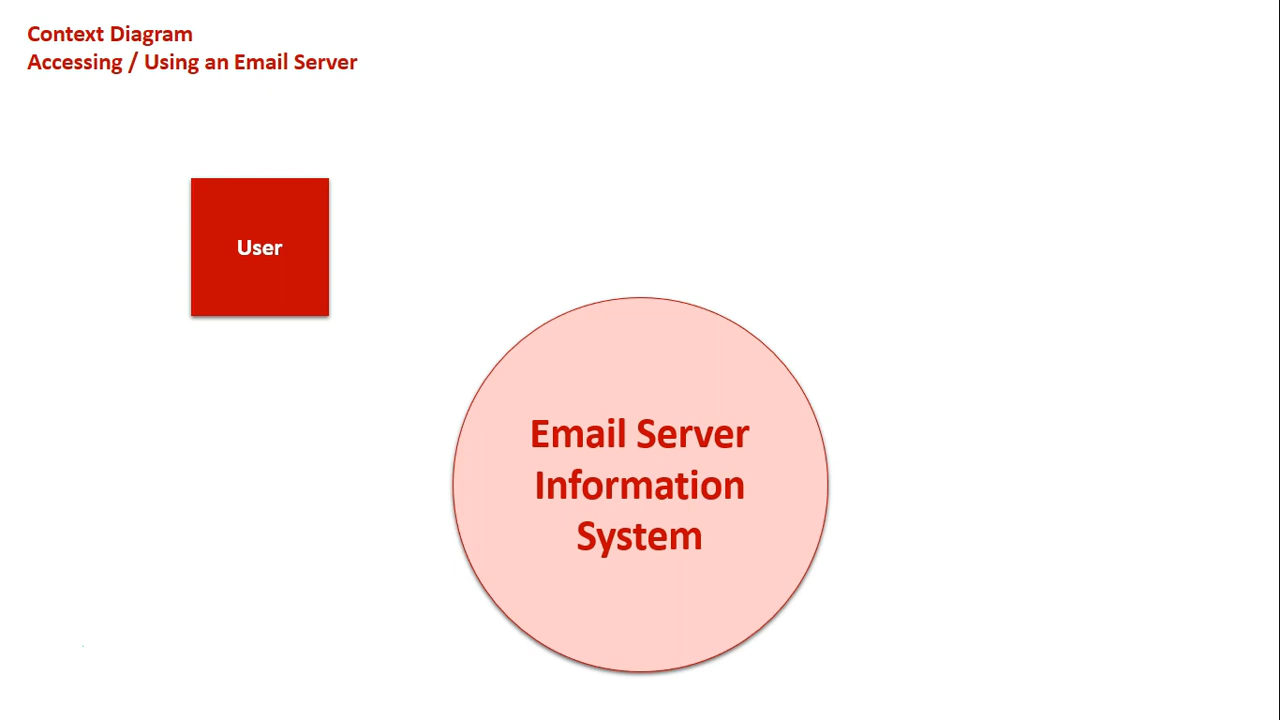 Context Diagram
Accessing / Using an Email Server
User
Email Server
Information
System